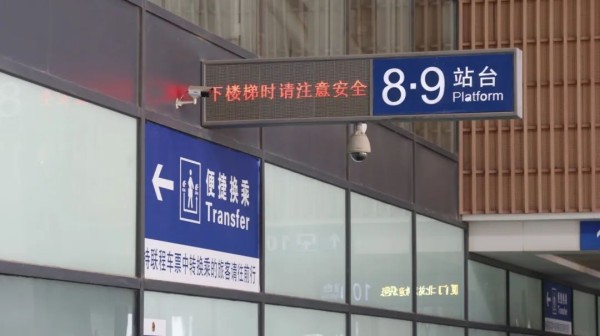 下楼梯时请注意安全
8·9 站台
Platform
便捷换乘
Transfer
持联程车票中转换乘的旅客请往前行